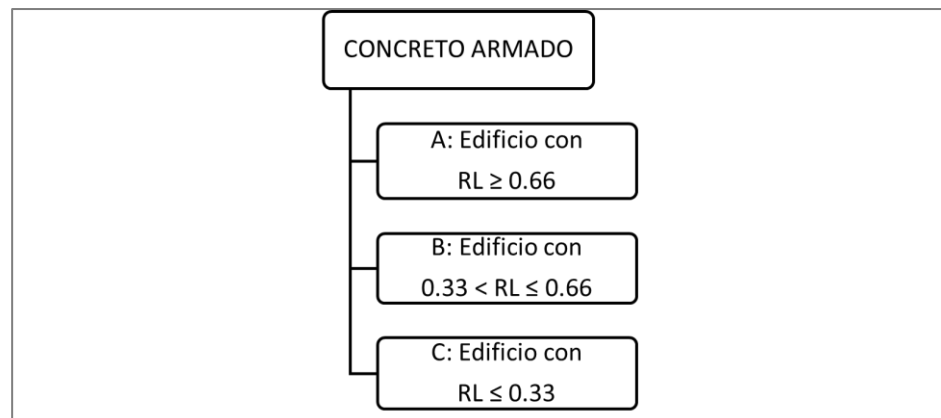 CONCRETO ARMADO
A: Edificio con
RL ≥ 0.66
B: Edificio con
0.33 < RL ≤ 0.66
C: Edificio con
RL ≤ 0.33